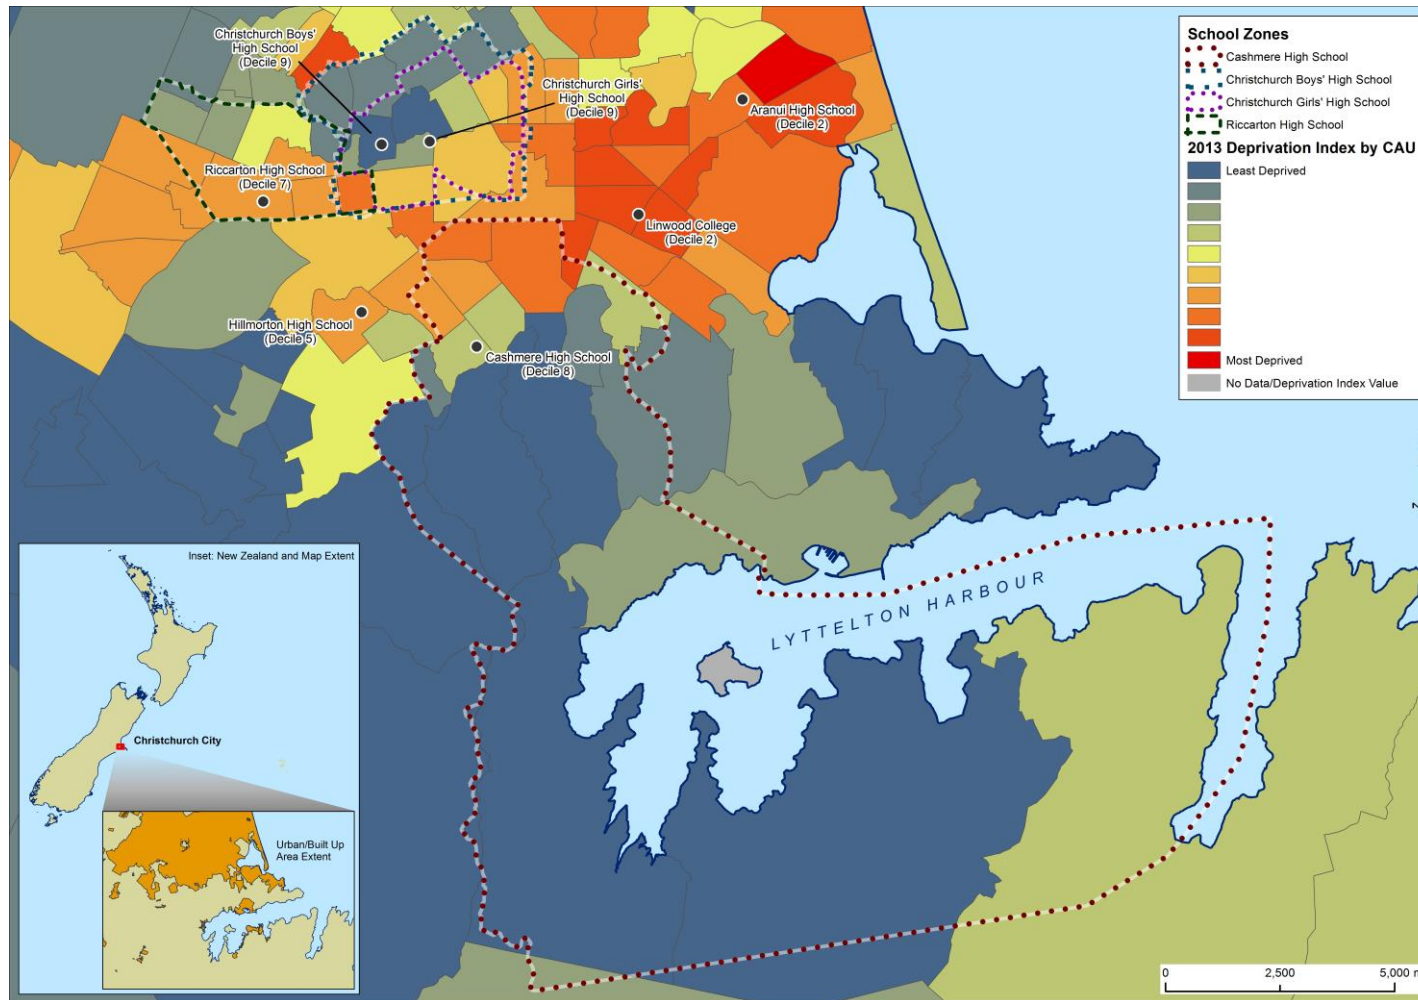 Christchurch Boys'
High School
(Decile 9)
Christchurch Girls'
High School
(Decile 9)
Aranui High School
(Decile 2)
Riccarton High School
(Decile 7)
Linwood College
(Decile 2)
Hillmorton High School
(Decile 5)
Cashmere High School
(Decile 8)
LYTTELTON HARBOUR
School Zones
Cashmere High School
Christchurch Boys' High School
Christchurch Girls' High School
Riccarton High School
2013 Deprivation Index by CAU
Least Deprived
Most Deprived
No Data/Deprivation Index Value
Inset: New Zealand and Map Extent
Christchurch City
Urban/Built Up
Area Extent
0 2,500 5,000